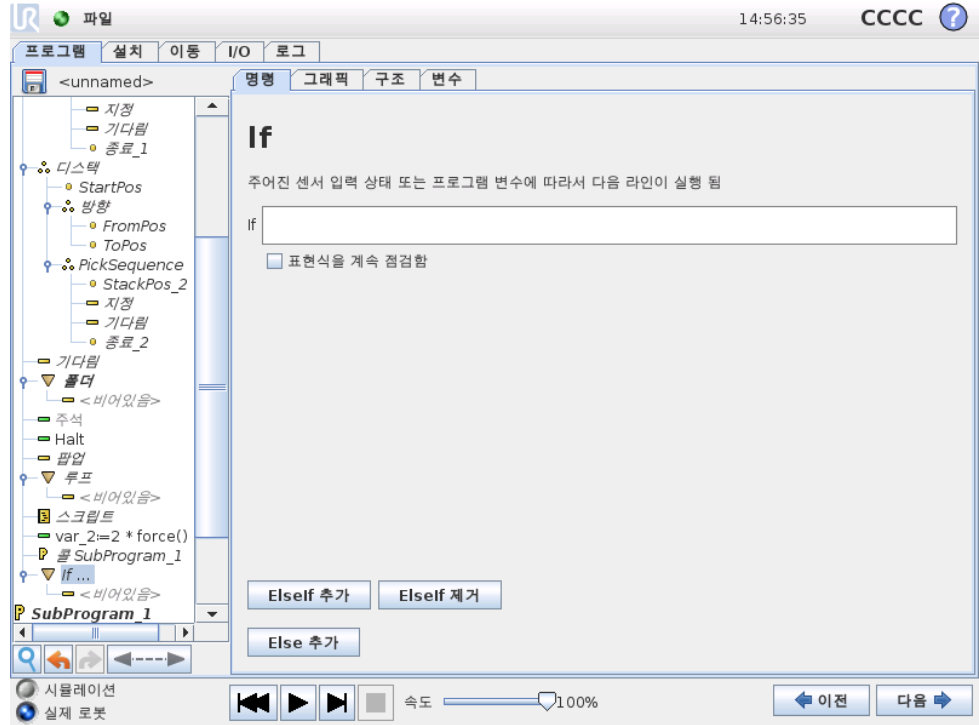 UR 파일 14:56:35 CCCC ?
프로그램 설치 이동 I/O 로그
<unnamed>
명령 그래픽 구조 변수
지정
기다림
종료_1
디스택
StartPos
방향
FromPos
ToPos
PickSequence
StackPos_2
지정
기다림
종료_2
기다림
폴더
<비어있음>
주석
Halt
팝업
루프
<비어있음>
스크립트
var_2:=2 * force()
콜 SubProgram_1
If ...
<비어있음>
SubProgram_1
If
주어진 센서 입력 상태 또는 프로그램 변수에 따라서 다음 라인이 실행 됨
If
표현식을 계속 점검함
ElseIf 추가 ElseIf 제거
Else 추가
시뮬레이션
실제 로봇
속도 100%
이전 다음